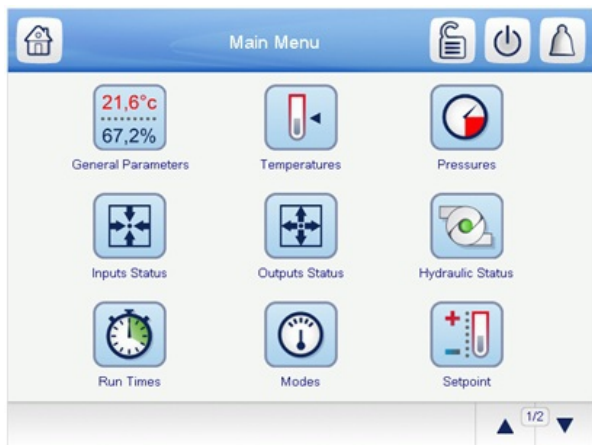 Main Menu
21,6°c
67,2%
General Parameters
Temperatures
Pressures
Inputs Status
Outputs Status
Hydraulic Status
Run Times
Modes
Setpoint
1/2